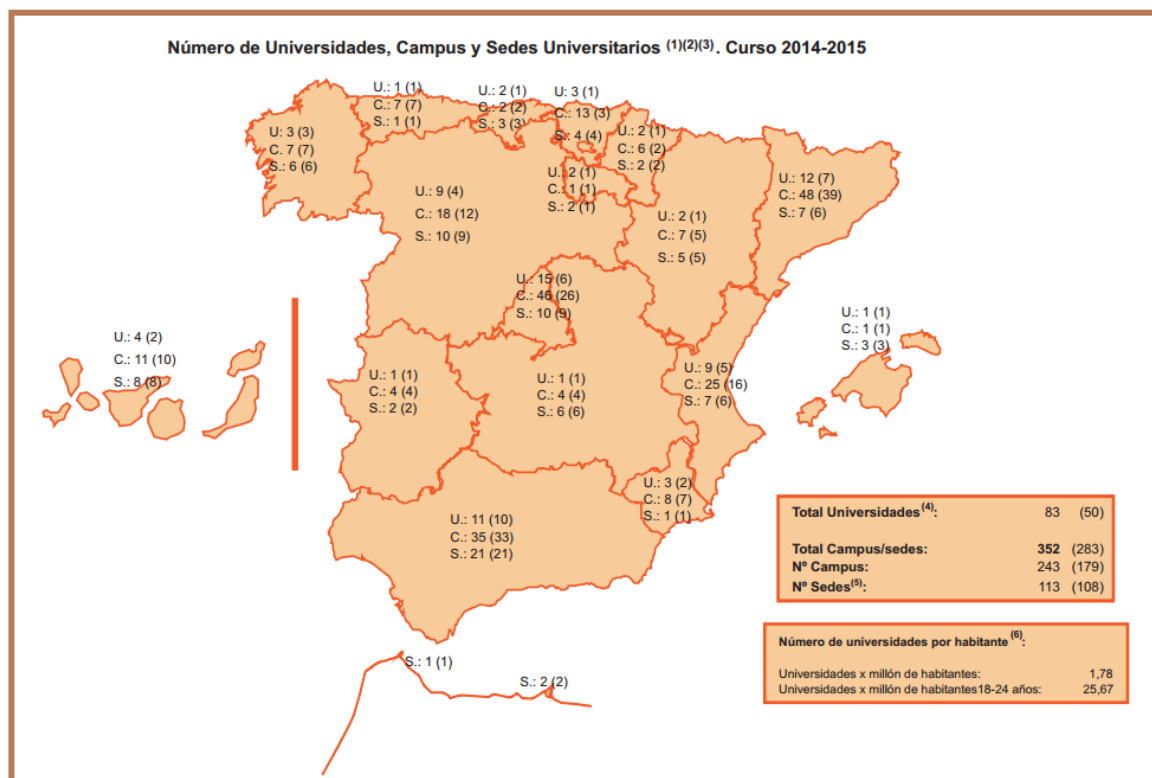 Número de Universidades, Campus y Sedes Universitarios (1)(2)(3). Curso 2014-2015
U.: 1 (1)
C.: 7 (7)
S.: 1 (1)
U.: 2 (1)
C.: 2 (2)
S.: 3 (3)
U: 3 (1)
C.: 13 (3)
S.: 4 (4)
U: 3 (3)
C. 7 (7)
S.: 6 (6)
U.: 2 (1)
C.: 6 (2)
S.: 2 (2)
U.: 2 (1)
C.: 1 (1)
S.: 2 (1)
U.: 9 (4)
C.: 18 (12)
S.: 10 (9)
U.: 12 (7)
C.: 48 (39)
S.: 7 (6)
U.: 2 (1)
C.: 7 (5)
S.: 5 (5)
U.: 15 (6)
C.: 46 (26)
S.: 10 (9)
U.: 4 (2)
C.: 11 (10)
S.: 8 (8)
U.: 1 (1)
C.: 1 (1)
S.: 3 (3)
U.: 1 (1)
C.: 4 (4)
S.: 2 (2)
U.: 1 (1)
C.: 4 (4)
S.: 6 (6)
U.: 9 (5)
C.: 25 (16)
S.: 7 (6)
U.: 3 (2)
C.: 8 (7)
S.: 1 (1)
U.: 11 (10)
C.: 35 (33)
S.: 21 (21)
S.: 1 (1)
S.: 2 (2)
Total Universidades(4): 83 (50)
Total Campus/sedes: 352 (283)
Nº Campus: 243 (179)
Nº Sedes(5): 113 (108)
Número de universidades por habitante (6):
Universidades x millón de habitantes: 1,78
Universidades x millón de habitantes18-24 años: 25,67